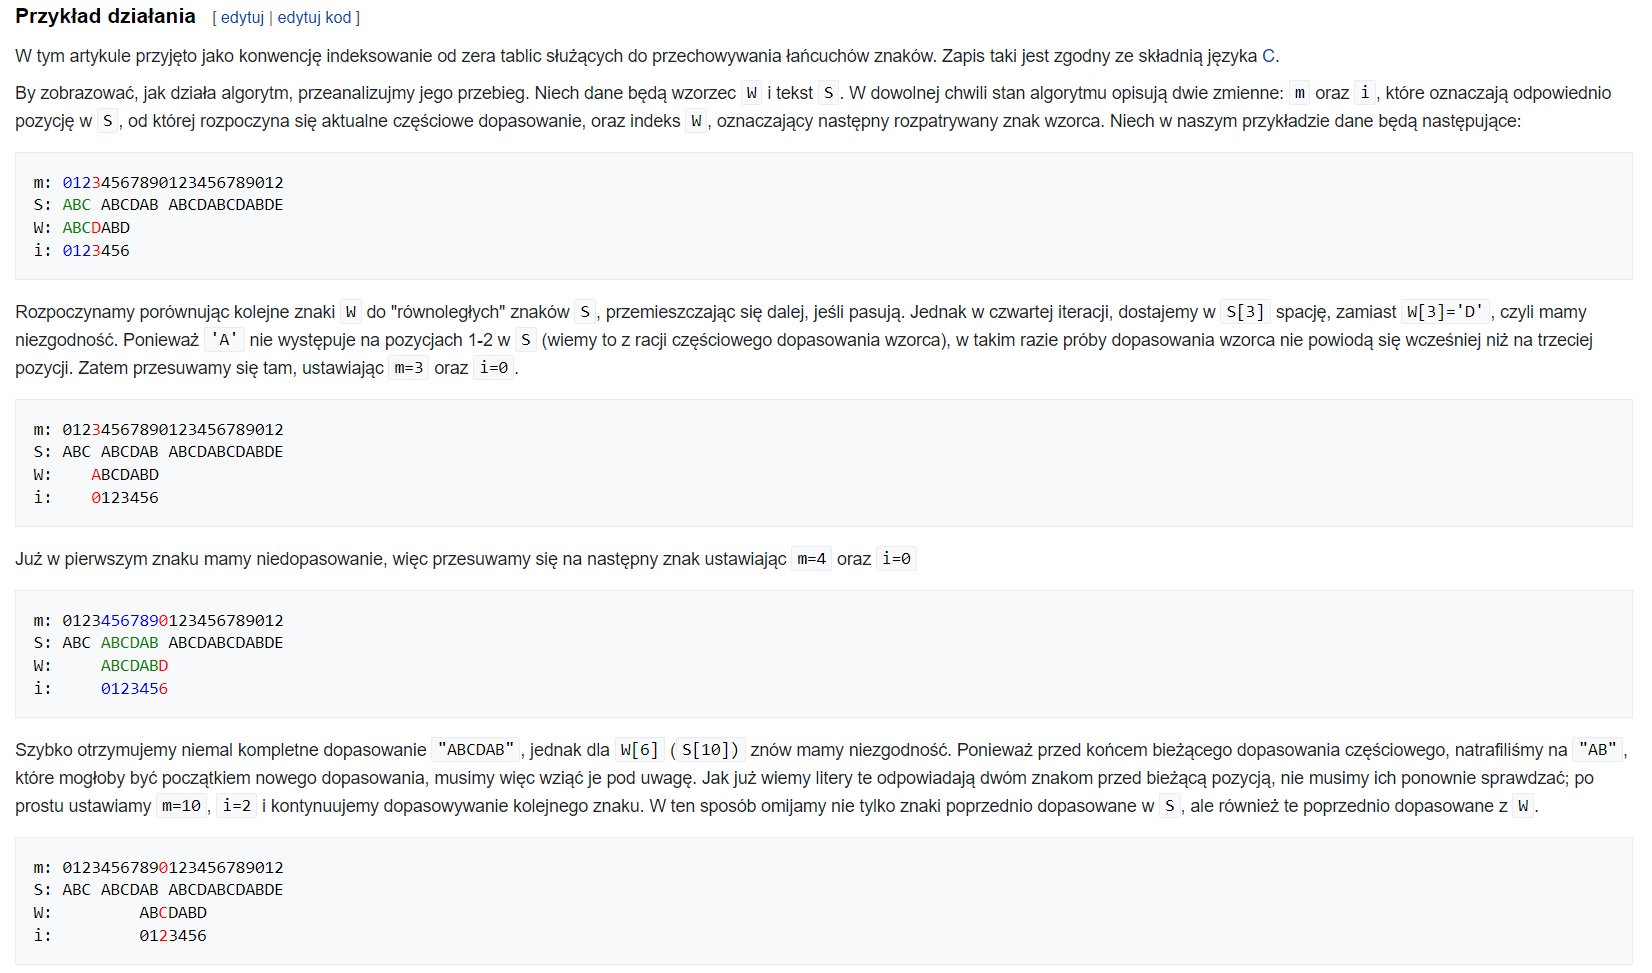 Przykład działania [ edytuj | edytuj kod ]
W tym artykule przyjęto jako konwencję indeksowanie od zera tablic służących do przechowywania łańcuchów znaków. Zapis taki jest zgodny ze składnią języka C.
By zobrazować, jak działa algorytm, przeanalizujmy jego przebieg. Niech dane będą wzorzec W i tekst S. W dowolnej chwili stan algorytmu opisują dwie zmienne: m oraz i, które oznaczają odpowiednio
pozycję w S, od której rozpoczyna się aktualne częściowe dopasowanie, oraz indeks W, oznaczający następny rozpatrywany znak wzorca. Niech w naszym przykładzie dane będą następujące:
m: 01234567890123456789012
S: ABC ABCDAB ABCDABCDABDE
W: ABCDABD
i: 0123456
Rozpoczynamy porównując kolejne znaki W do "równoległych" znaków S, przemieszczając się dalej, jeśli pasują. Jednak w czwartej iteracji, dostajemy w S[3] spację, zamiast W[3]='D', czyli mamy
niezgodność. Ponieważ 'A' nie występuje na pozycjach 1-2 w S (wiemy to z racji częściowego dopasowania wzorca), w takim razie próby dopasowania wzorca nie powiodą się wcześniej niż na trzeciej
pozycji. Zatem przesuwamy się tam, ustawiając m=3 oraz i=0.
m: 01234567890123456789012
S: ABC ABCDAB ABCDABCDABDE
W:    ABCDABD
i:    0123456
Już w pierwszym znaku mamy niedopasowanie, więc przesuwamy się na następny znak ustawiając m=4 oraz i=0
m: 01234567890123456789012
S: ABC ABCDAB ABCDABCDABDE
W:     ABCDABD
i:     0123456
Szybko otrzymujemy niemal kompletne dopasowanie "ABCDAB", jednak dla W[6] ( S[10]) znów mamy niezgodność. Ponieważ przed końcem bieżącego dopasowania częściowego, natrafiliśmy na "AB",
które mogłoby być początkiem nowego dopasowania, musimy więc wziąć je pod uwagę. Jak już wiemy litery te odpowiadają dwóm znakom przed bieżącą pozycją, nie musimy ich ponownie sprawdzać; po
prostu ustawiamy m=10, i=2 i kontynuujemy dopasowywanie kolejnego znaku. W ten sposób omijamy nie tylko znaki poprzednio dopasowane w S, ale również te poprzednio dopasowane z W.
m: 01234567890123456789012
S: ABC ABCDAB ABCDABCDABDE
W:         ABCDABD
i:         0123456